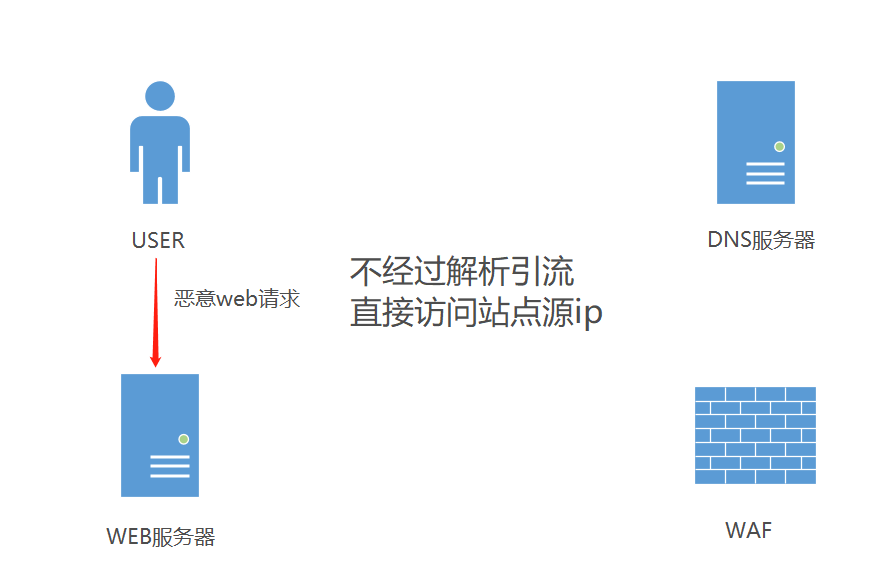 USER
DNS服务器
不经过解析引流
恶意web请求
直接访问站点源ip
WEB服务器
WAF